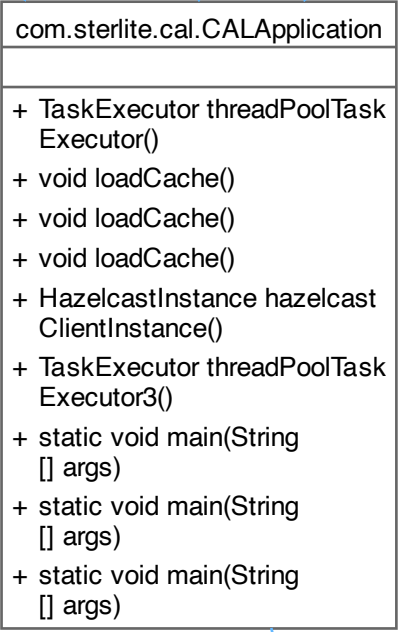 com.sterlite.cal.CALApplication
+ TaskExecutor threadPoolTask
Executor()
+ void loadCache()
+ void loadCache()
+ void loadCache()
+ HazelcastInstance hazelcast
ClientInstance()
+ TaskExecutor threadPoolTask
Executor3()
+ static void main(String
[] args)
+ static void main(String
[] args)
+ static void main(String
[] args)